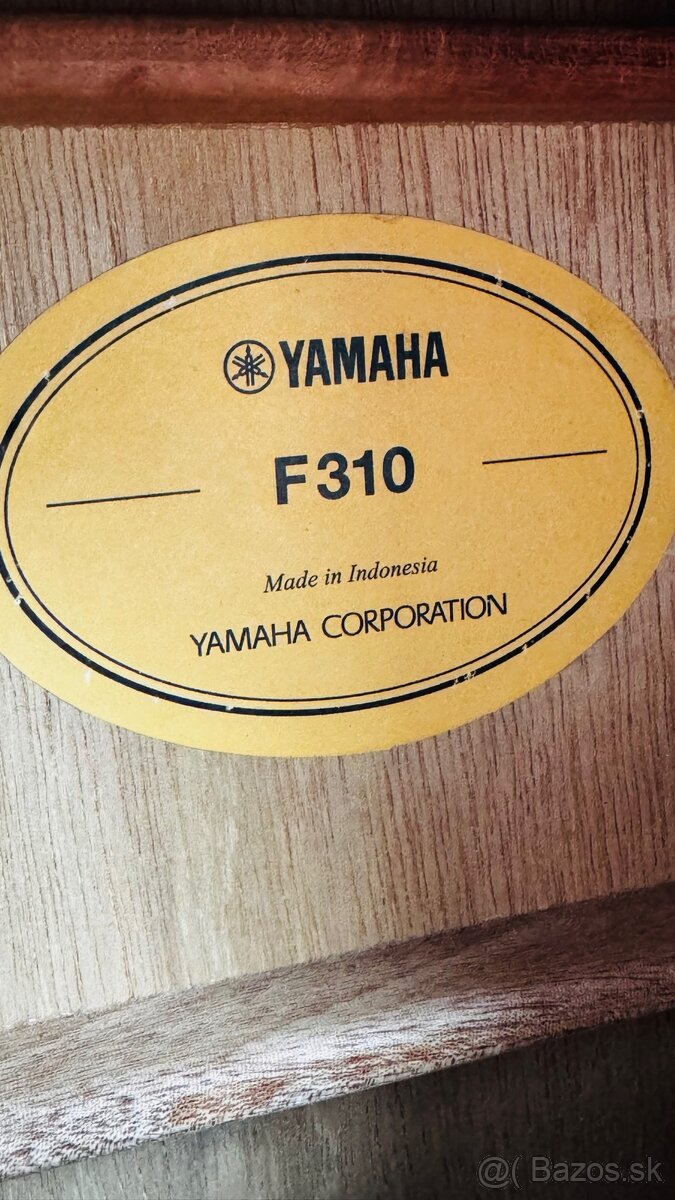 YAMAHA
F310
Made in Indonesia
YAMAHA CORPORATION
@( Bazos.sk